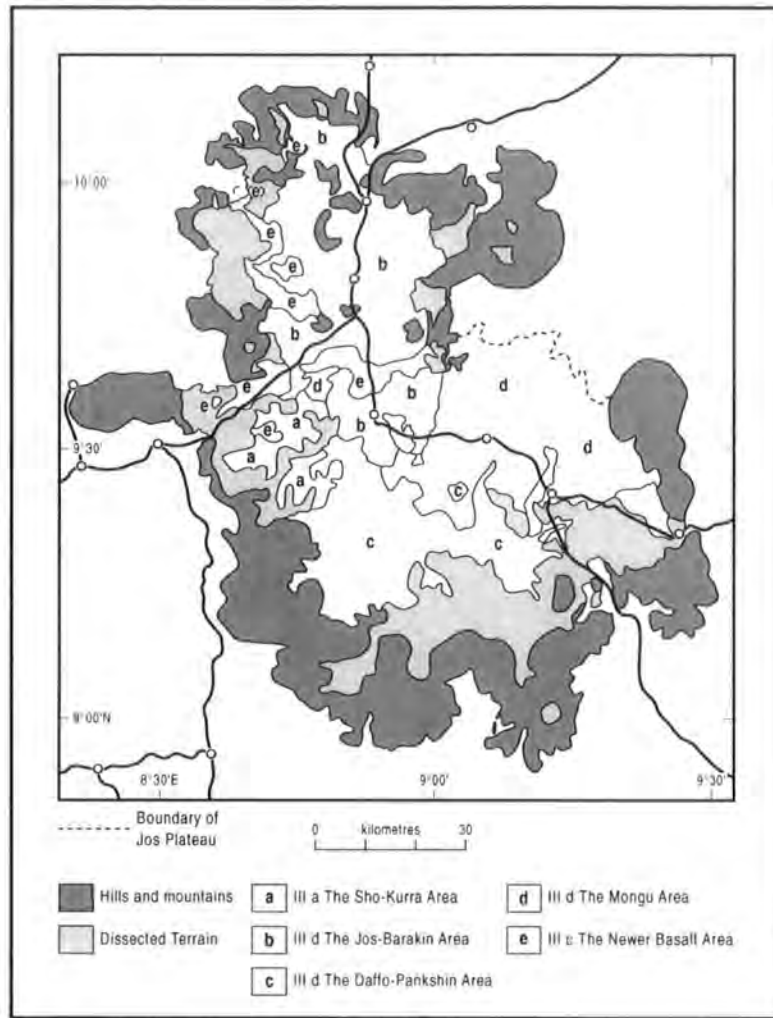 b
e
10°00'
e
e
b
e
e
b
d
e
d
e
b
e
a
b
d
9°30'
e
a
a
c
c
c
9°00'N
8°30'E
9°00'
9°30'
Boundary of
Jos Plateau
0 kilometres 30
Hills and mountains
a III a The Sho-Kurra Area
d III d The Mongu Area
Dissected Terrain
b III d The Jos-Barakin Area
e III The Newer Basalt Area
c III d The Daffo-Pankshin Area